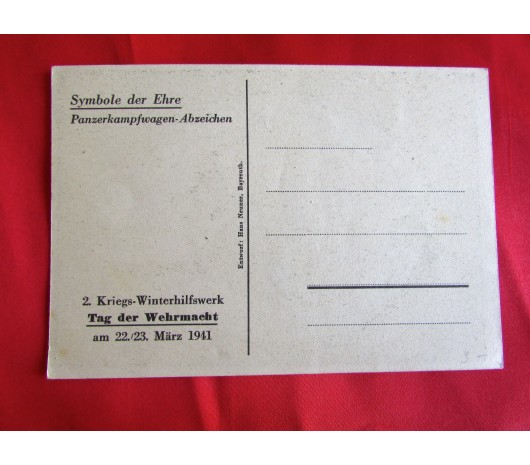 Symbole der Ehre
Panzerkampfwagen-Abzeichen
Entwurf: Hans Neuner, Bayreuth.
2. Kriegs-Winterhilfswerk
Tag der Wehrmacht
am 22./23. März 1941